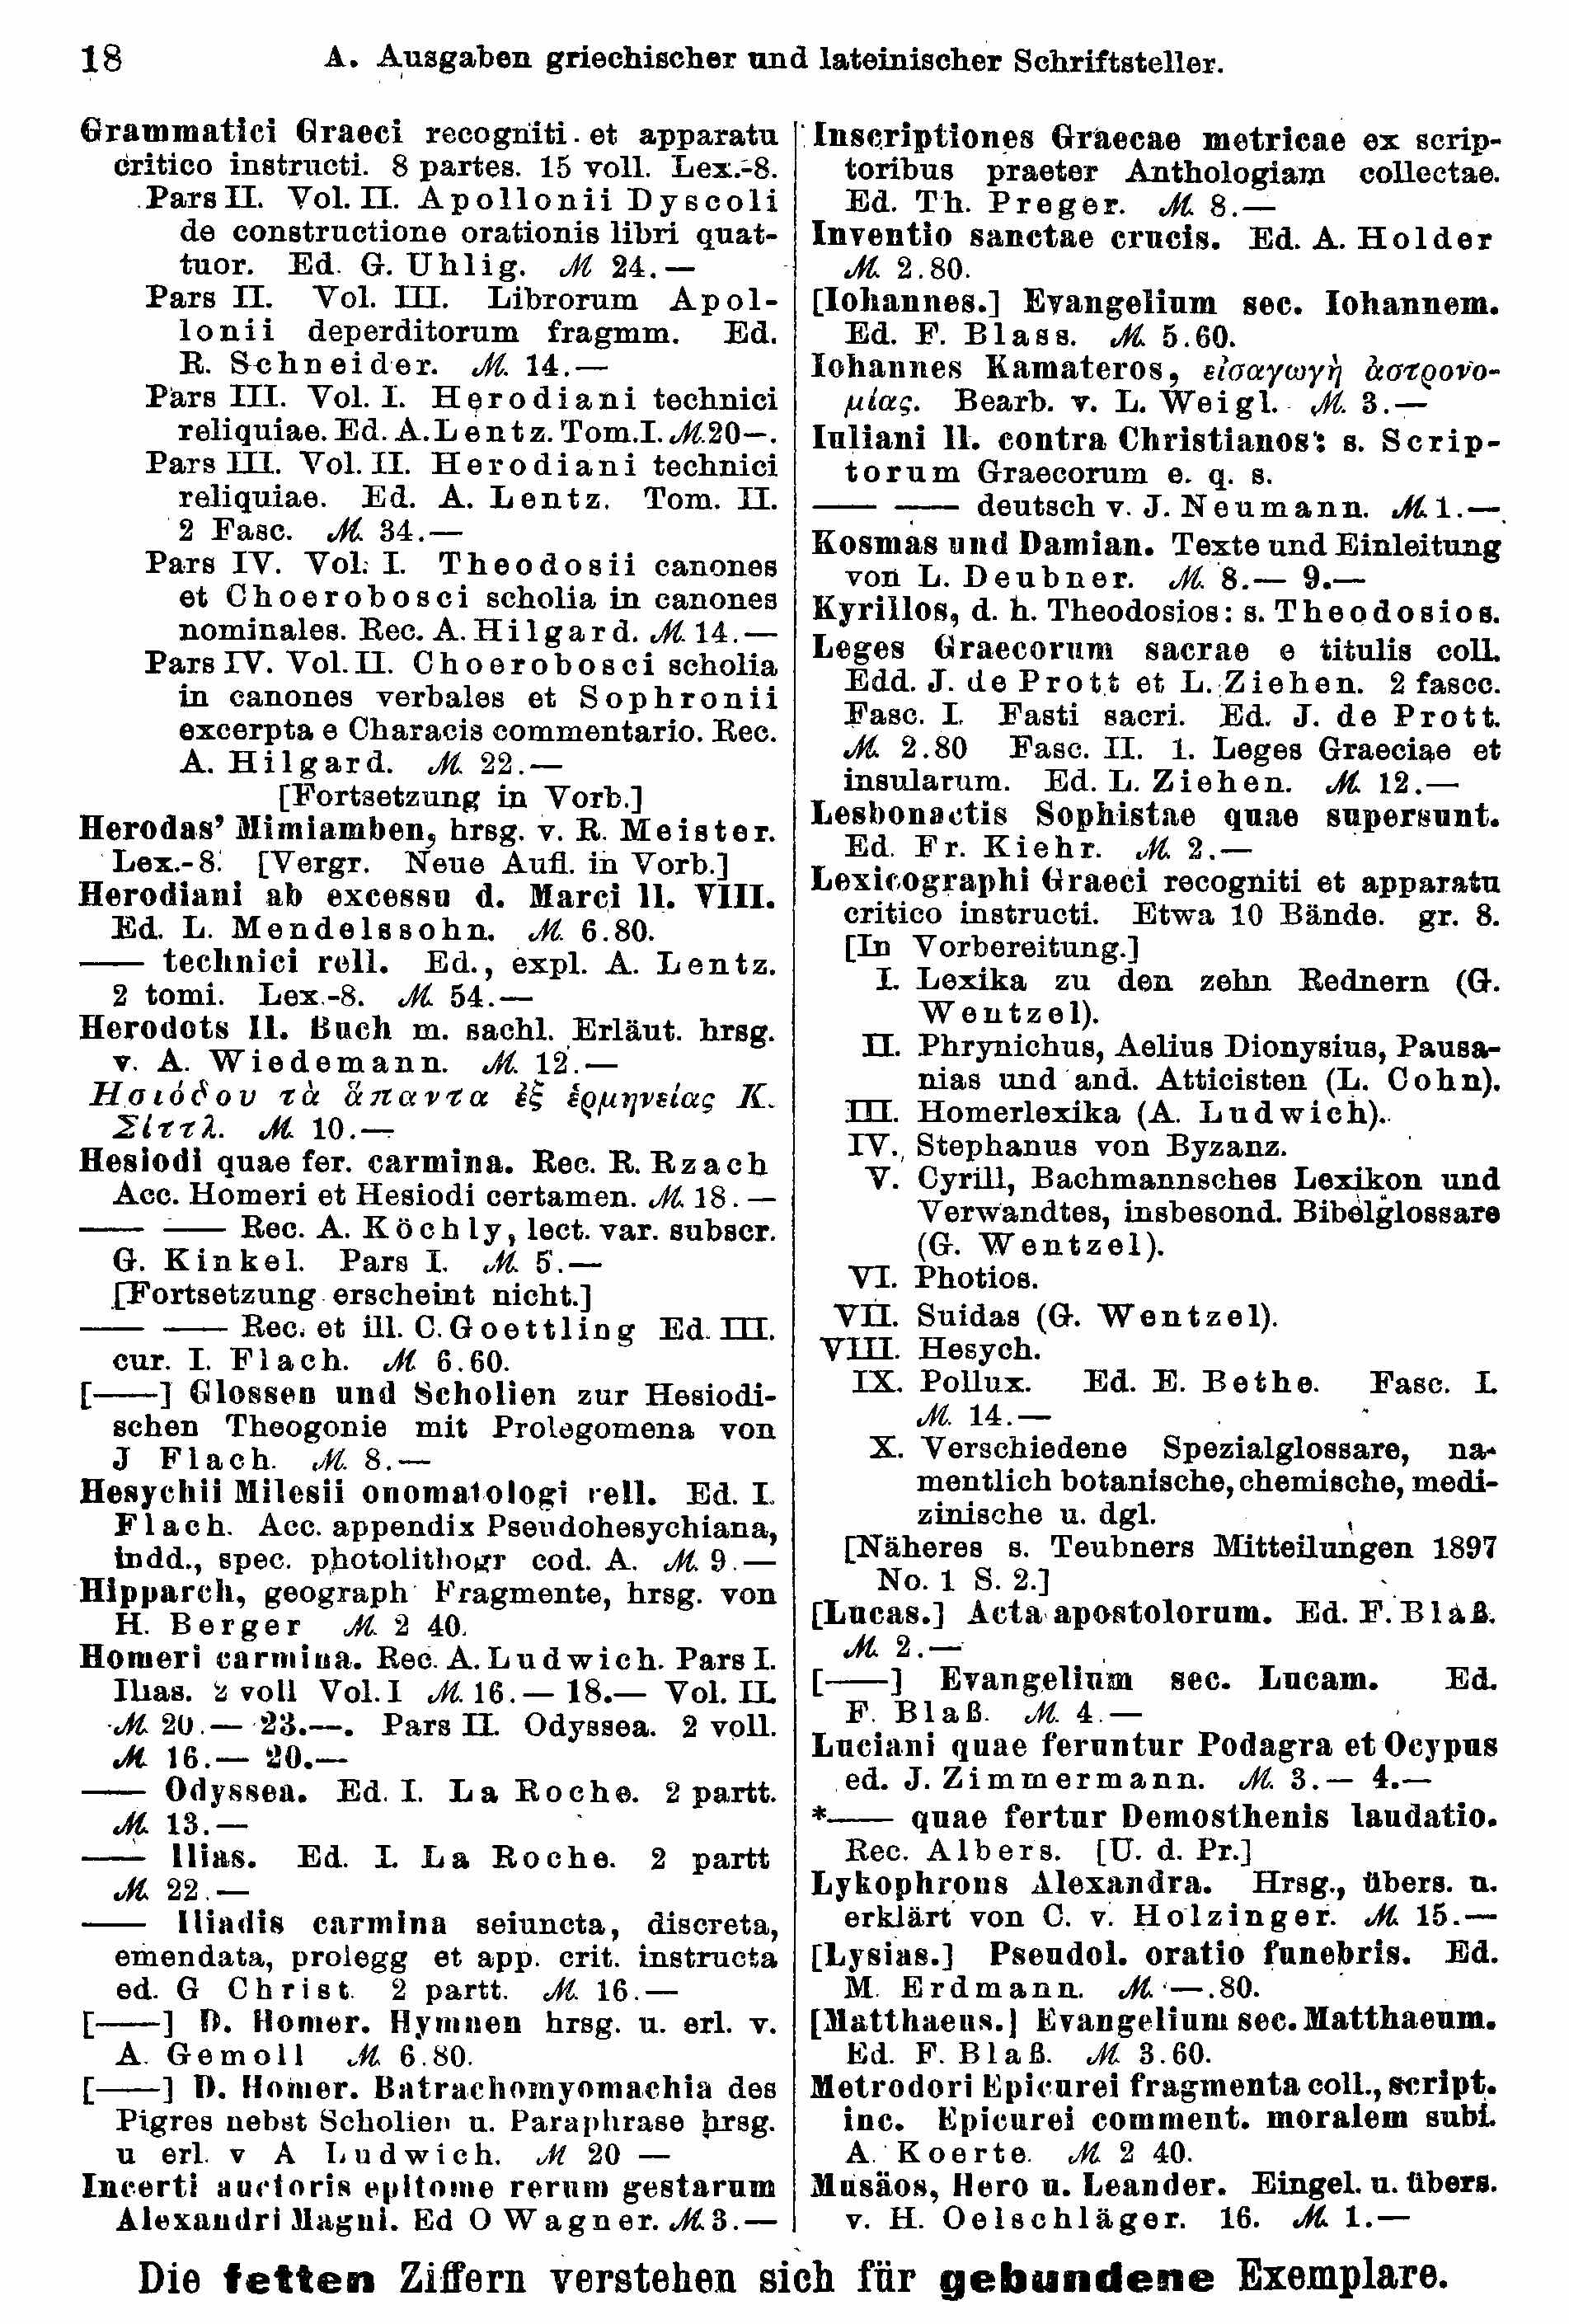 18
A. Ausgaben griechischer und lateinischer Schriftsteller.
Grammatici Graeci recogniti et apparatu
critico instructi. 8 partes. 15 voll. Lex.-8.
Pars II. Vol. II. Apollonii Dyscoli
de constructione orationis libri quat-
tuor. Ed. G. Uhlig. M 24.—
Pars II. Vol. III. Librorum Apol-
lonii deperditorum fragmm. Ed.
R. Schneider. M. 14.—
Pars III. Vol. I. Herodiani technici
reliquiae. Ed. A. Lentz. Tom. I. M. 20—.
Pars III. Vol. II. Herodiani technici
reliquiae. Ed. A. Lentz. Tom. II.
2 Fasc. M. 34.—
Pars IV. Vol. I. Theodosii canones
et Choerobosci scholia in canones
nominales. Rec. A. Hilgard. M. 14.—
Pars IV. Vol. II. Choerobosci scholia
in canones verbales et Sophronii
excerpta e Characis commentario. Rec.
A. Hilgard. M. 22.—
[Fortsetzung in Vorb.]
Herodas' Mimiamben, hrsg. v. R. Meister.
Lex.-8. [Vergr. Neue Aufl. in Vorb.]
Herodiani ab excessu d. Marci ll. VIII.
Ed. L. Mendelssohn. M. 6.80.
—— technici rell. Ed., expl. A. Lentz.
2 tomi. Lex.-8. M. 54.—
Herodots II. Buch m. sachl. Erläut. hrsg.
v. A. Wiedemann. M. 12.—
Ησιόδου τὰ ἅπαντα ἐξ ἑρμηνείας Κ.
Σίττλ. M. 10.—
Hesiodi quae fer. carmina. Rec. R. Rzach
Acc. Homeri et Hesiodi certamen. M. 18.—
—— —— Rec. A. Köchly, lect. var. subscr.
G. Kinkel. Pars I. M. 5.—
[Fortsetzung erscheint nicht.]
—— —— Rec. et ill. C. Goettling Ed. III.
cur. I. Flach. M 6.60.
[——] Glossen und Scholien zur Hesiodi-
schen Theogonie mit Prolegomena von
J Flach. M. 8.—
Hesychii Milesii onomatologi rell. Ed. I.
Flach. Acc. appendix Pseudohesychiana,
indd., spec. photolithogr cod. A. M. 9.—
Hipparch, geograph Fragmente, hrsg. von
H. Berger M. 2 40.
Homeri carmina. Rec. A. Ludwich. Pars I.
Ilias. 2 voll Vol. I M. 16.— 18.— Vol. II.
M. 20.— 23.—. Pars II. Odyssea. 2 voll.
M. 16.— 20.—
—— Odyssea. Ed. I. La Roche. 2 partt.
M. 13.—
—— Ilias. Ed. I. La Roche. 2 partt
M. 22.—
—— Iliadis carmina seiuncta, discreta,
emendata, prolegg et app. crit. instructa
ed. G Christ. 2 partt. M. 16.—
[——] D. Homer. Hymnen hrsg. u. erl. v.
A. Gemoll M. 6.80.
[——] D. Homer. Batrachomyomachia des
Pigres nebst Scholien u. Paraphrase hrsg.
u erl. v A Ludwich. M 20 —
Incerti auctoris epitome rerum gestarum
Alexandri Magni. Ed O Wagner. M. 3.—
Inscriptiones Graecae metricae ex scrip-
toribus praeter Anthologiam collectae.
Ed. Th. Preger. M. 8.—
Inventio sanctae crucis. Ed. A. Holder
M. 2.80.
[Iohannes.] Evangelium sec. Iohannem.
Ed. F. Blass. M. 5.60.
Iohannes Kamateros, εἰσαγωγὴ ἀστρονο-
μίας. Bearb. v. L. Weigl. M. 3.—
Iuliani ll. contra Christianos: s. Scrip-
torum Graecorum e. q. s.
—— —— deutsch v. J. Neumann. M. 1.—
Kosmas und Damian. Texte und Einleitung
von L. Deubner. M. 8.— 9.—
Kyrillos, d. h. Theodosios: s. Theodosios.
Leges Graecorum sacrae e titulis coll.
Edd. J. de Prott et L. Ziehen. 2 fascc.
Fasc. I. Fasti sacri. Ed. J. de Prott.
M. 2.80 Fasc. II. 1. Leges Graeciae et
insularum. Ed. L. Ziehen. M. 12.—
Lesbonactis Sophistae quae supersunt.
Ed. Fr. Kiehr. M. 2.—
Lexicographi Graeci recogniti et apparatu
critico instructi. Etwa 10 Bände. gr. 8.
[In Vorbereitung.]
I. Lexika zu den zehn Rednern (G.
Wentzel).
II. Phrynichus, Aelius Dionysius, Pausa-
nias und and. Atticisten (L. Cohn).
III. Homerlexika (A. Ludwich).
IV. Stephanus von Byzanz.
V. Cyrill, Bachmannsches Lexikon und
Verwandtes, insbesond. Bibelglossare
(G. Wentzel).
VI. Photios.
VII. Suidas (G. Wentzel).
VIII. Hesych.
IX. Pollux. Ed. E. Bethe. Fasc. I.
M. 14.—
X. Verschiedene Spezialglossare, na-
mentlich botanische, chemische, medi-
zinische u. dgl.
[Näheres s. Teubners Mitteilungen 1897
No. 1 S. 2.]
[Lucas.] Acta apostolorum. Ed. F. Blaß.
M. 2.—
[——] Evangelium sec. Lucam. Ed.
F. Blaß. M. 4.—
Luciani quae feruntur Podagra et Ocypus
ed. J. Zimmermann. M. 3.— 4.—
*—— quae fertur Demosthenis laudatio.
Rec. Albers. [U. d. Pr.]
Lykophrons Alexandra. Hrsg., übers. u.
erklärt von C. v. Holzinger. M. 15.—
[Lysias.] Pseudol. oratio funebris. Ed.
M. Erdmann. M. —.80.
[Matthaeus.] Evangelium sec. Matthaeum.
Ed. F. Blaß. M. 3.60.
Metrodori Epicurei fragmenta coll., script.
inc. Epicurei comment. moralem subi.
A. Koerte. M. 2 40.
Musäos, Hero u. Leander. Eingel. u. übers.
v. H. Oelschläger. 16. M. 1.—
Die fetten Ziffern verstehen sich für gebundene Exemplare.